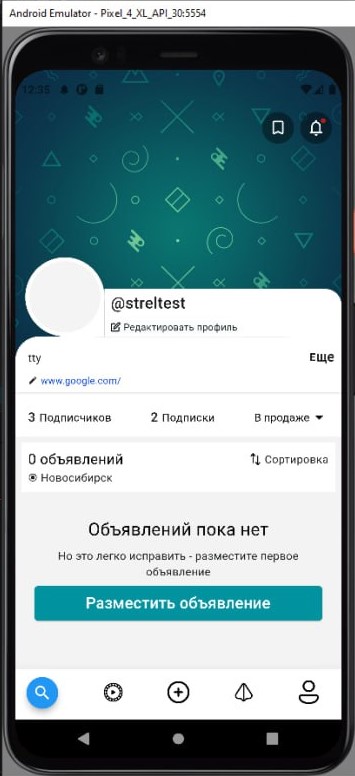 Android Emulator - Pixel_4_XL_API_30:5554
12:35
@streltest
Редактировать профиль
tty
Еще
www.google.com/
3 Подписчиков
2 Подписки
В продаже
0 объявлений
Сортировка
Новосибирск
Объявлений пока нет
Но это легко исправить - разместите первое
объявление
Разместить объявление